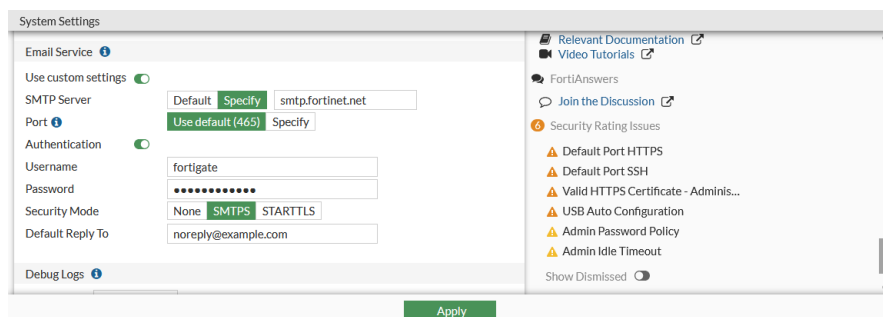 System Settings
Email Service
Use custom settings
SMTP Server Default Specify smtp.fortinet.net
Port Use default (465) Specify
Authentication
Username fortigate
Password ••••••••••••
Security Mode None SMTPS STARTTLS
Default Reply To noreply@example.com
Debug Logs
Relevant Documentation
Video Tutorials
FortiAnswers
Join the Discussion
6 Security Rating Issues
Default Port HTTPS
Default Port SSH
Valid HTTPS Certificate - Adminis...
USB Auto Configuration
Admin Password Policy
Admin Idle Timeout
Show Dismissed
Apply